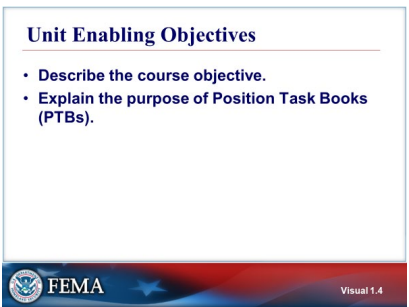 Unit Enabling Objectives
• Describe the course objective.
• Explain the purpose of Position Task Books
(PTBs).
FEMA
Visual 1.4